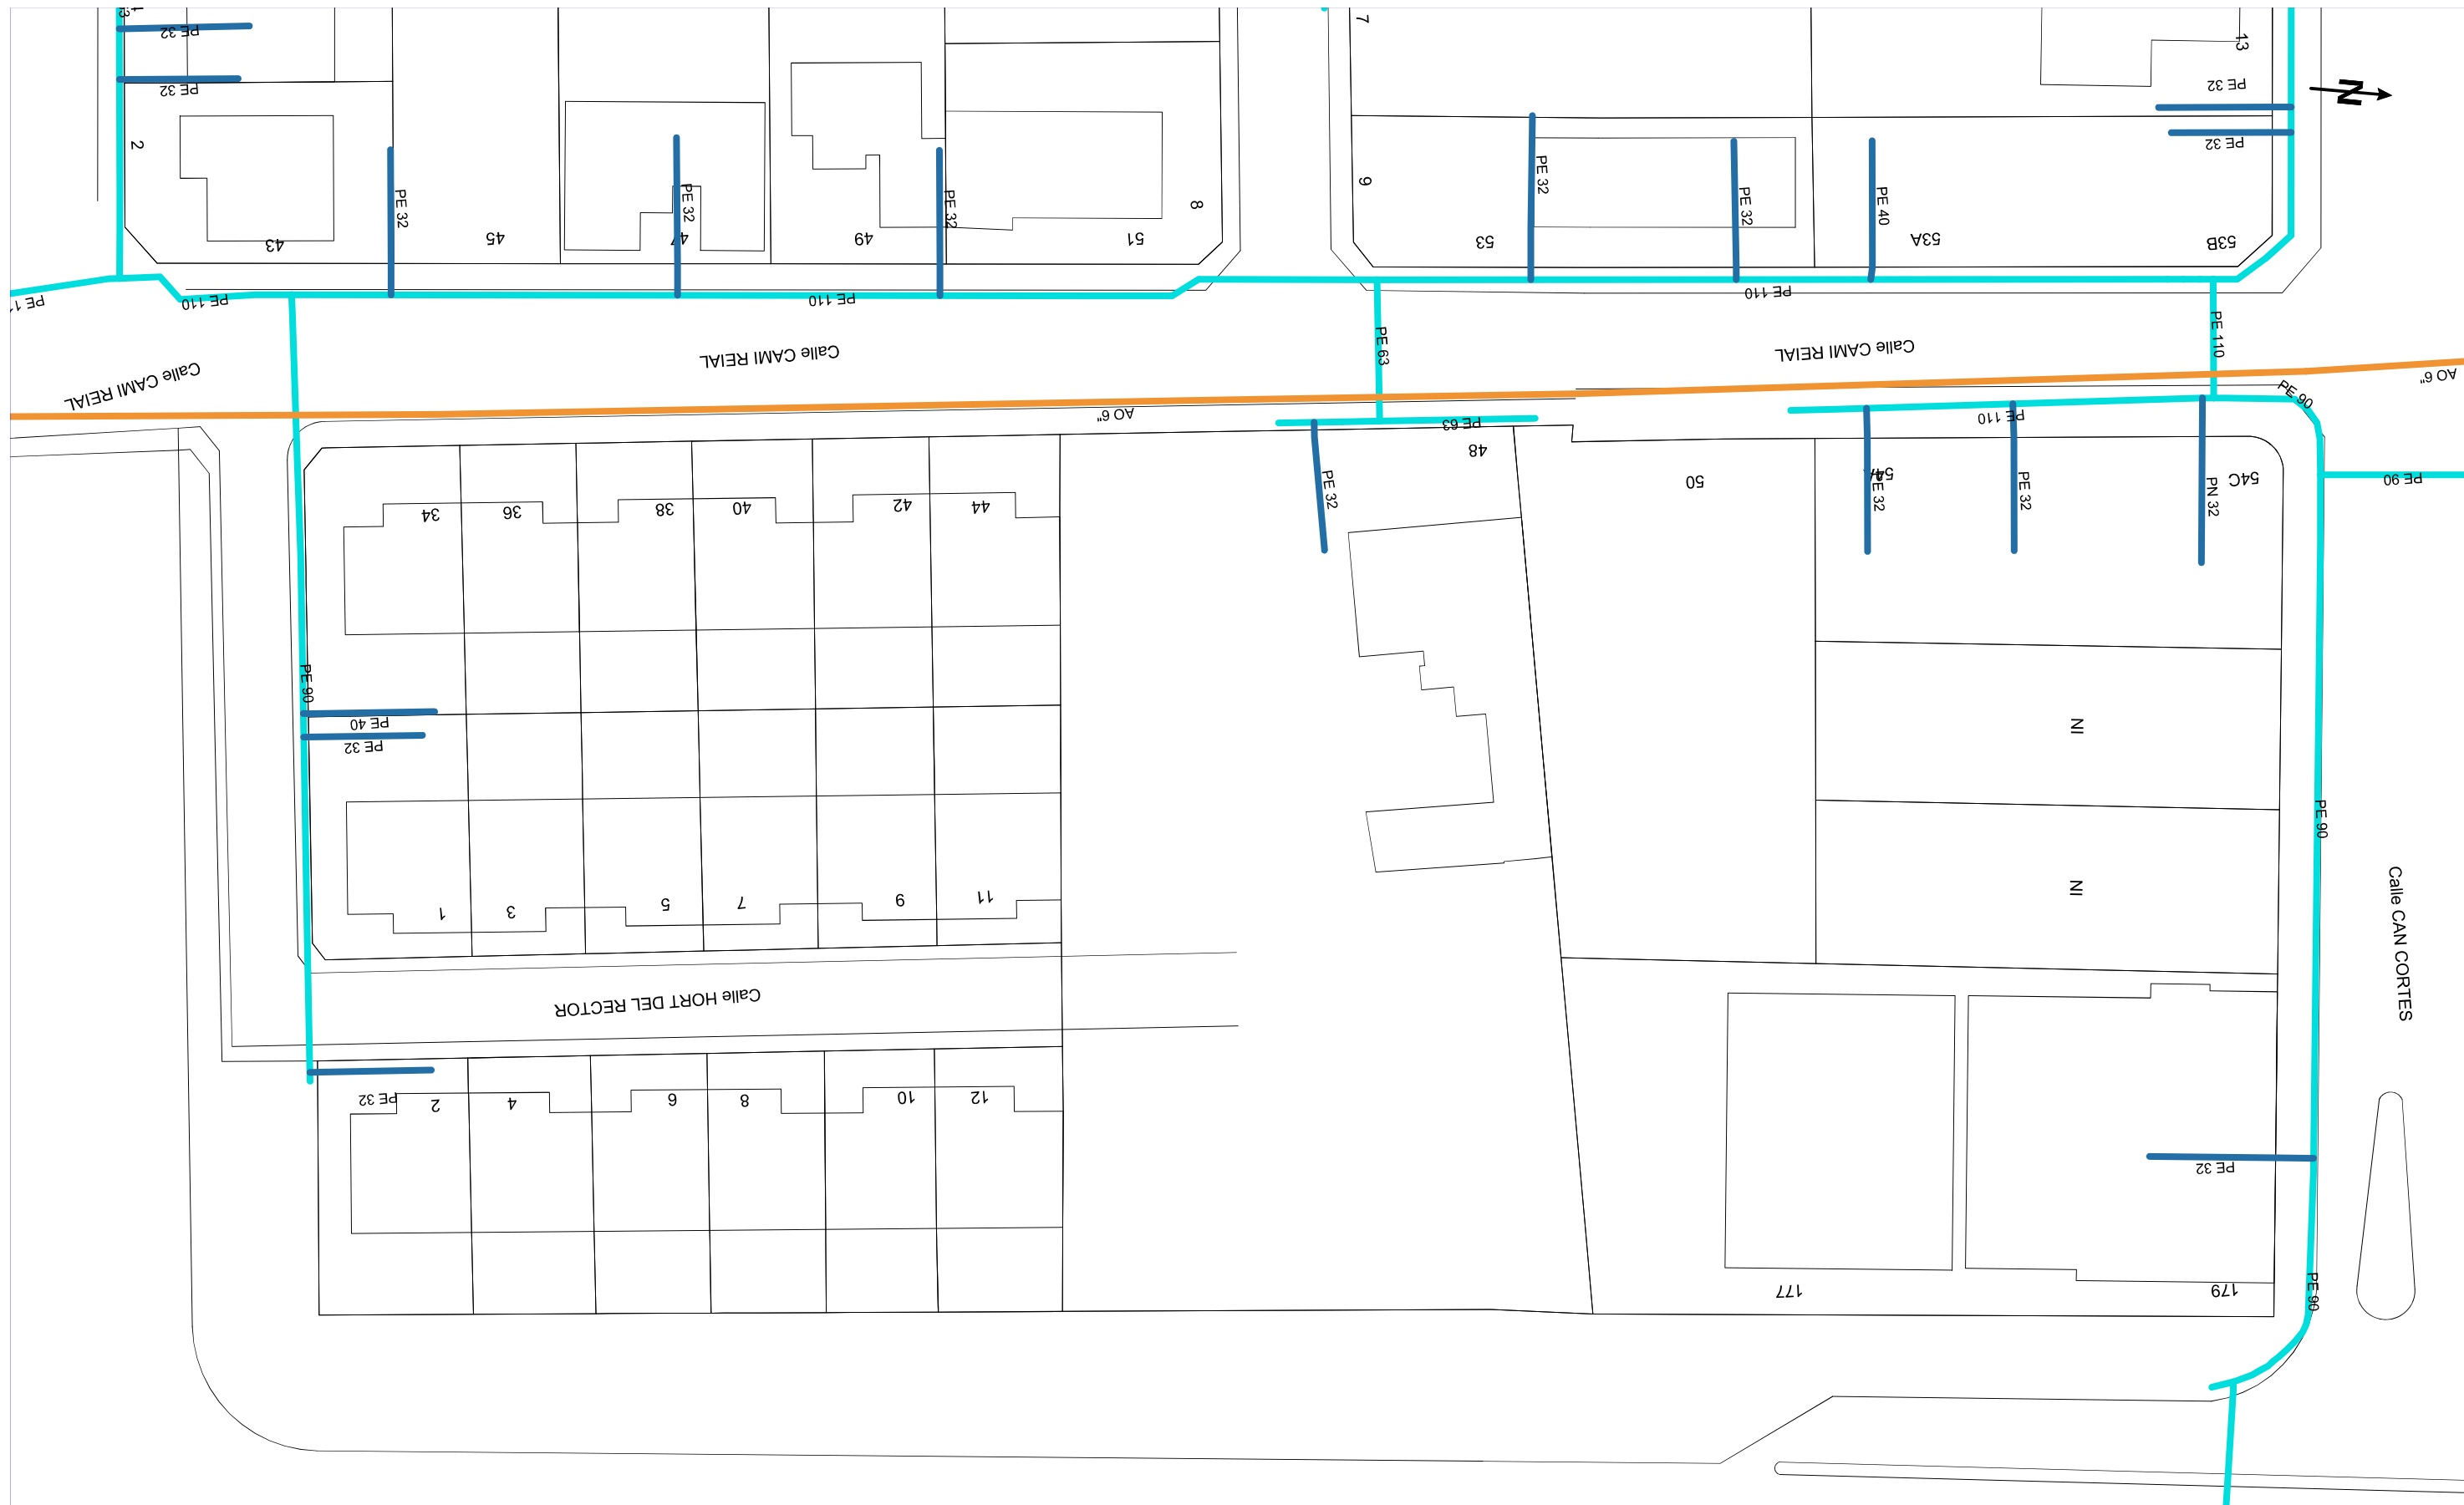 PE 32
PE 32
2
43
PE 32
45
PE 32
47
49
PE 32
51
8
7
9
PE 32
53
PE 32
PE 40
53A
53B
13
PE 32
PE 32
N
PE 110
PE 110
PE 110
PE 63
PE 110
Calle CAMI REIAL
Calle CAMI REIAL
Calle CAMI REIAL
AO 6"
AO 6"
PE 63
PE 110
PE 90
PE 90
48
PE 32
50
PE 32
PE 32
PN 32
54C
34
36
38
40
42
44
PE 90
PE 40
PE 32
NI
NI
PE 90
1
3
5
7
9
11
Calle HORT DEL RECTOR
Calle CAN CORTES
PE 32
2
4
6
8
10
12
PE 32
177
179
PE 90